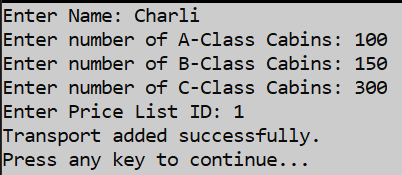 Enter Name: Charli
Enter number of A-Class Cabins: 100
Enter number of B-Class Cabins: 150
Enter number of C-Class Cabins: 300
Enter Price List ID: 1
Transport added successfully.
Press any key to continue...